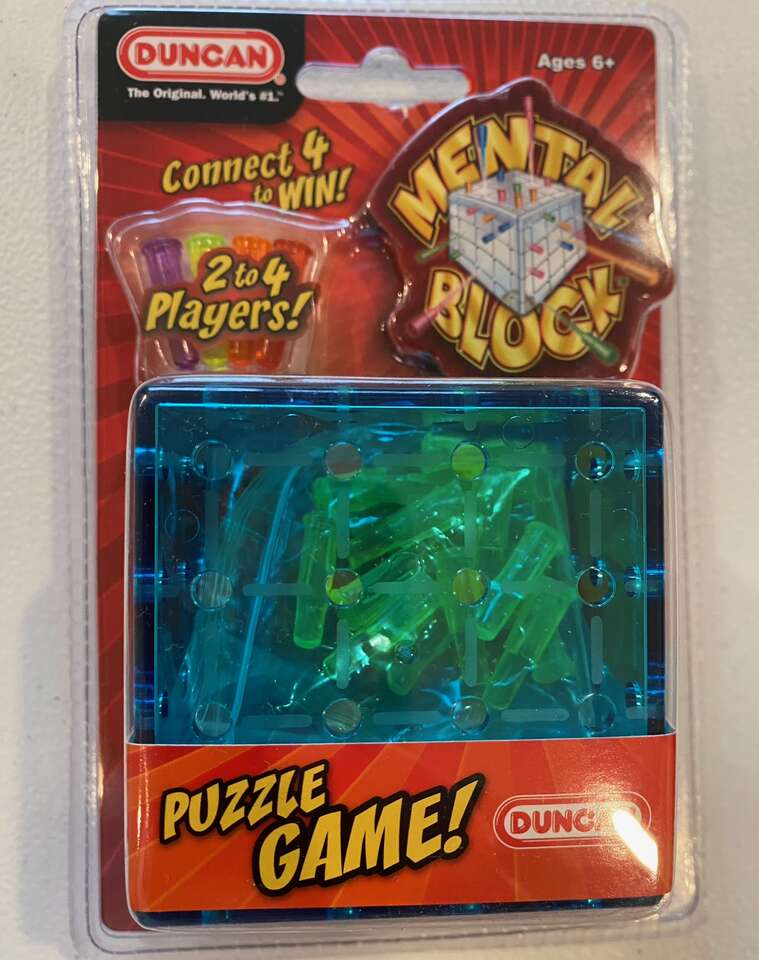 DUNCAN®
The Original. World's #1.™
Ages 6+
Connect 4
to WIN!
MENTAL
BLOCK
2 to 4
Players!
PUZZLE
GAME!